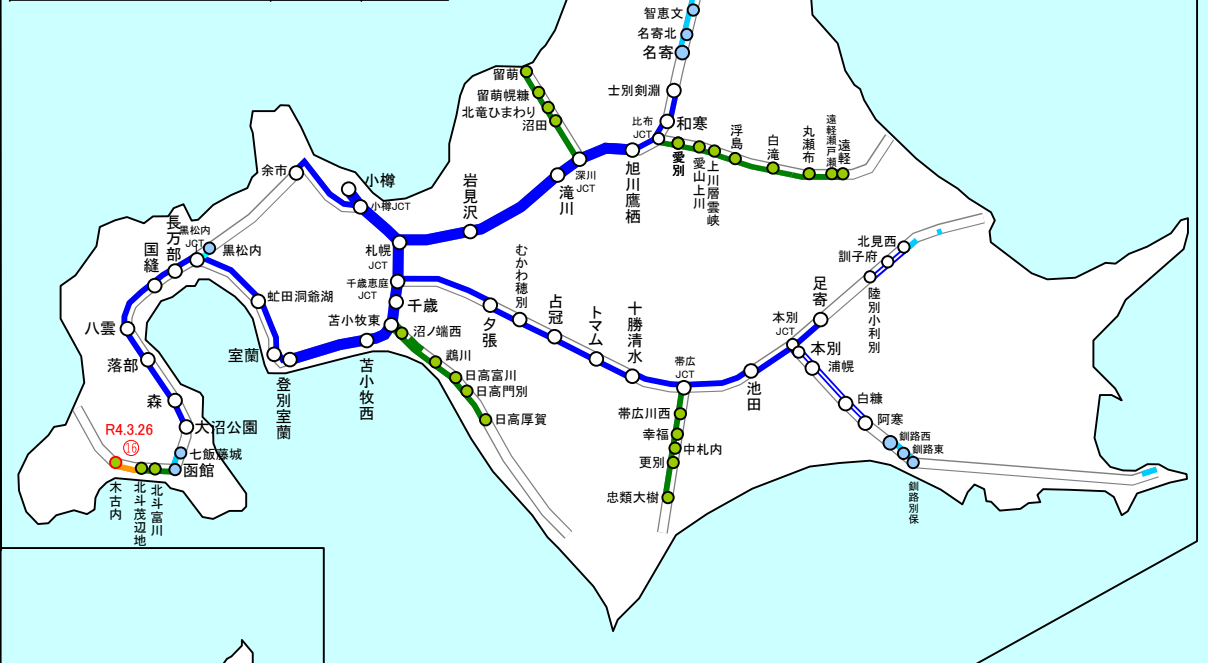 智恵文
名寄北
名寄
士別剣淵
比布
JCT
和寒
留萌
留萌幌糠
北竜ひまわり
沼田
深川
JCT
滝川
旭川鷹栖
愛別
愛山上川
上川層雲峡
浮島
白滝
丸瀬布
遠軽瀬戸瀬
遠軽
余市
小樽
小樽JCT
岩見沢
札幌
JCT
千歳恵庭
JCT
千歳
苫小牧東
沼ノ端西
鵡川
日高富川
日高門別
日高厚賀
苫小牧西
登別室蘭
室蘭
虻田洞爺湖
黒松内
JCT
黒松内
長万部
国縫
八雲
落部
森
大沼公園
七飯藤城
函館
R4.3.26
⑯
木古内
北斗茂辺地
北斗富川
夕張
むかわ穂別
占冠
トマム
十勝清水
帯広
JCT
帯広川西
幸福
中札内
更別
忠類大樹
池田
本別
JCT
本別
足寄
浦幌
白糠
阿寒
釧路西
釧路東
釧路別保
陸別小利別
訓子府
北見西